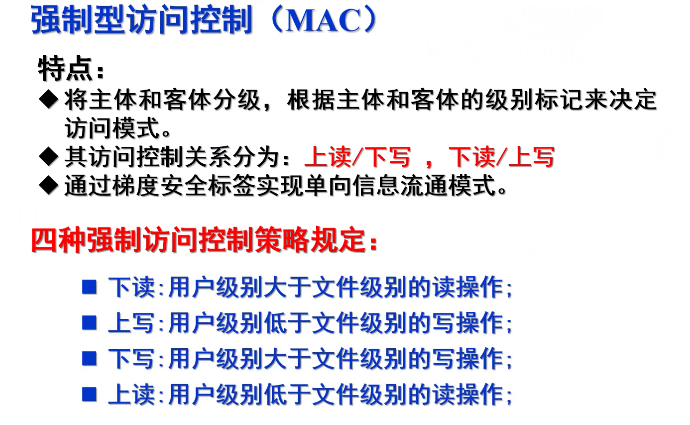 强制型访问控制（MAC）
特点：
◆ 将主体和客体分级，根据主体和客体的级别标记来决定
访问模式。
◆ 其访问控制关系分为：上读/下写 ，下读/上写
◆ 通过梯度安全标签实现单向信息流通模式。
四种强制访问控制策略规定：
■ 下读:用户级别大于文件级别的读操作;
■ 上写:用户级别低于文件级别的写操作;
■ 下写:用户级别大于文件级别的写操作;
■ 上读:用户级别低于文件级别的读操作;